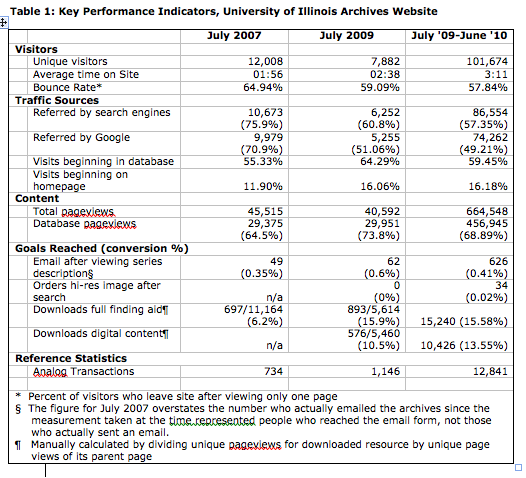 Table 1: Key Performance Indicators, University of Illinois Archives Website
July 2007 July 2009 July '09-June '10
Visitors
Unique visitors 12,008 7,882 101,674
Average time on Site 01:56 02:38 3:11
Bounce Rate* 64.94% 59.09% 57.84%
Traffic Sources
Referred by search engines 10,673 6,252 86,554
(75.9%) (60.8%) (57.35%)
Referred by Google 9,979 5,255 74,262
(70.9%) (51.06%) (49.21%)
Visits beginning in database 55.33% 64.29% 59.45%
Visits beginning on
homepage 11.90% 16.06% 16.18%
Content
Total pageviews 45,515 40,592 664,548
Database pageviews 29,375 29,951 456,945
(64.5%) (73.8%) (68.89%)
Goals Reached (conversion %)
Email after viewing series 49 62 626
description§ (0.35%) (0.6%) (0.41%)
Orders hi-res image after 0 34
search n/a (0%) (0.02%)
Downloads full finding aid¶ 697/11,164 893/5,614
(6.2%) (15.9%) 15,240 (15.58%)
Downloads digital content¶ 576/5,460
n/a (10.5%) 10,426 (13.55%)
Reference Statistics
Analog Transactions 734 1,146 12,841
* Percent of visitors who leave site after viewing only one page
§ The figure for July 2007 overstates the number who actually emailed the archives since the
measurement taken at the time represented people who reached the email form, not those
who actually sent an email.
¶ Manually calculated by dividing unique pageviews for downloaded resource by unique page
views of its parent page